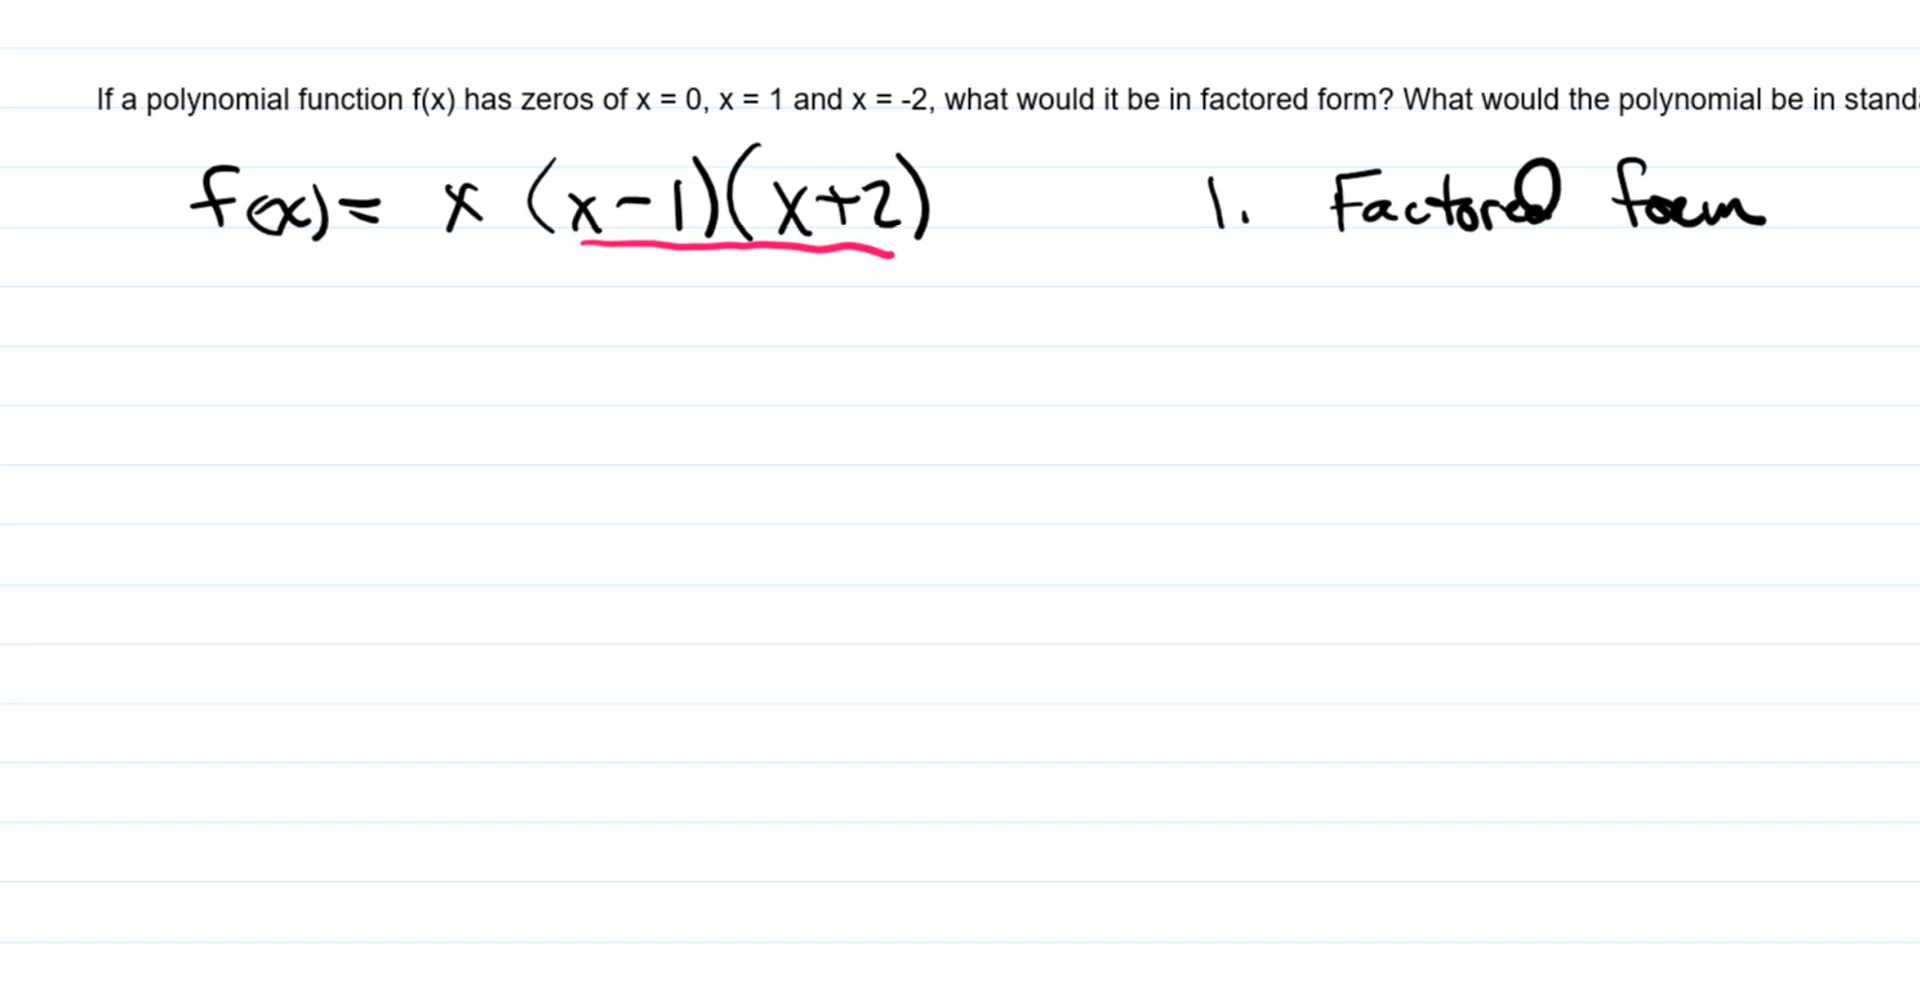 If a polynomial function f(x) has zeros of x = 0, x = 1 and x = -2, what would it be in factored form? What would the polynomial be in stand
f(x) = x (x-1)(x+2) 1. Factored form